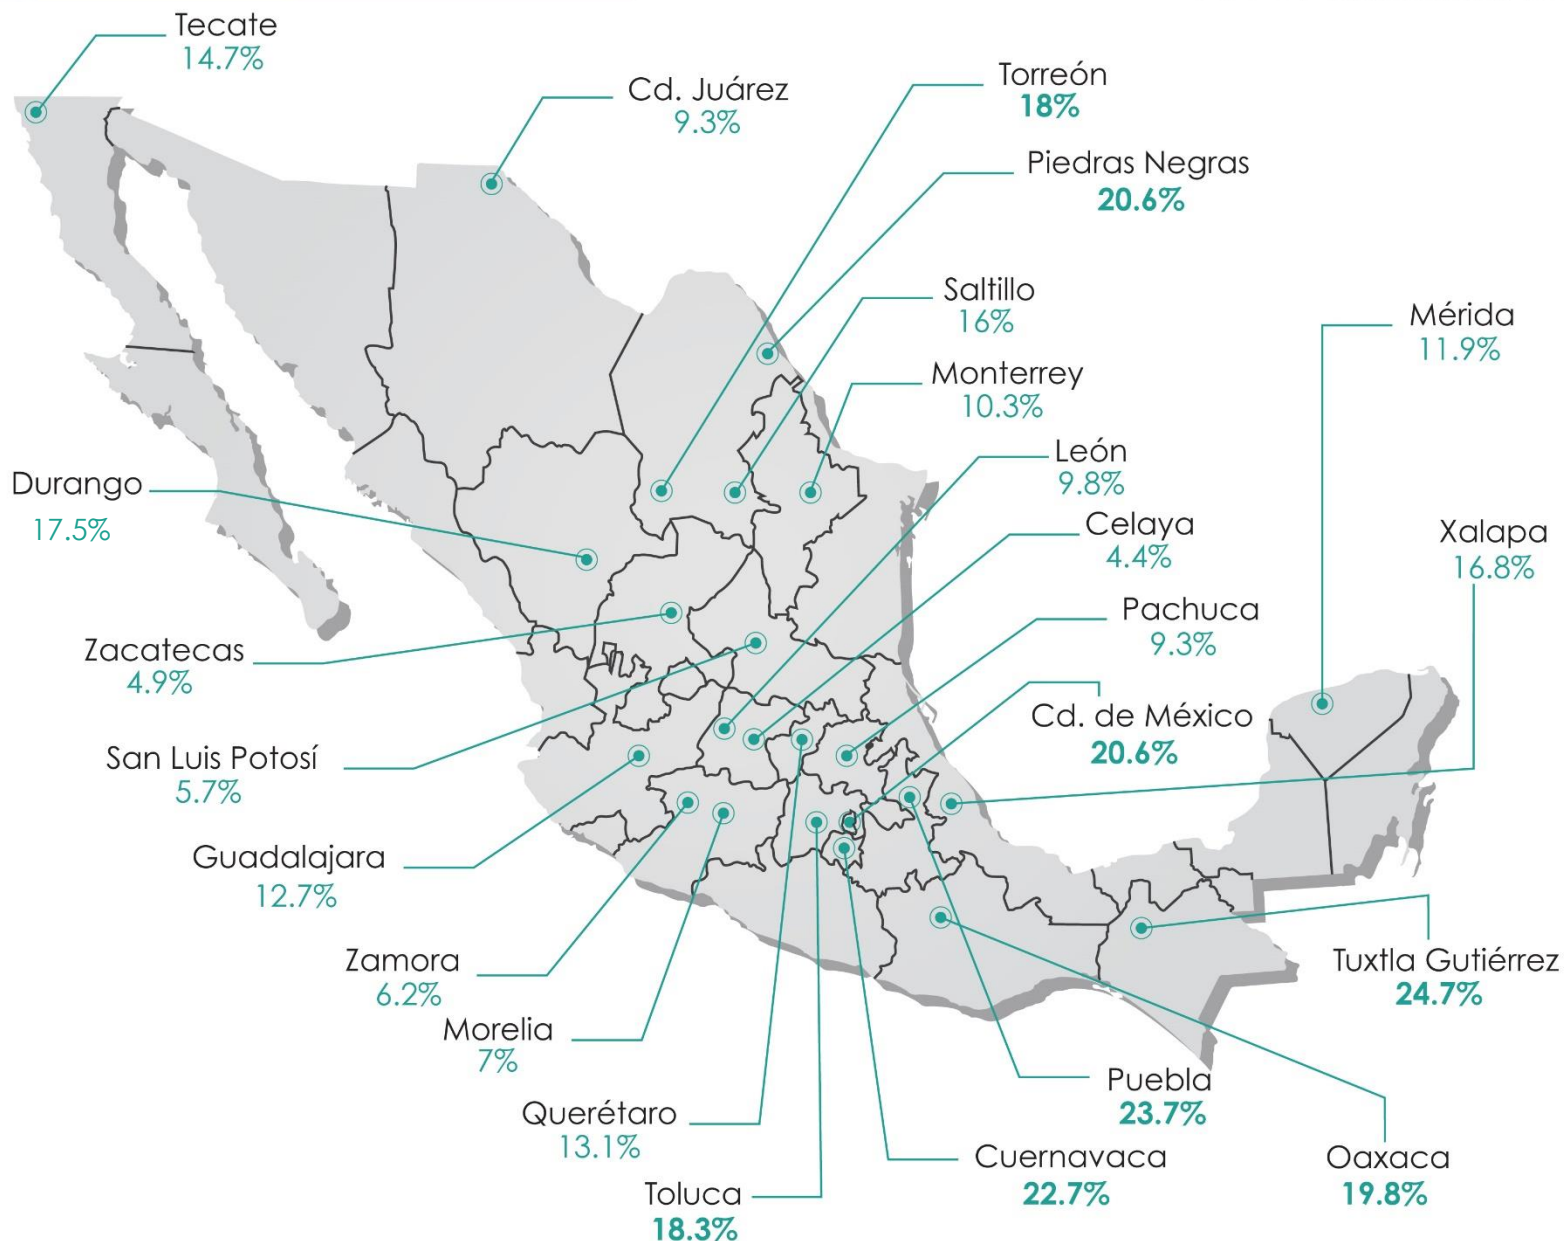 Tecate
14.7%
Cd. Juárez
9.3%
Torreón
18%
Piedras Negras
20.6%
Saltillo
16%
Mérida
11.9%
Monterrey
10.3%
León
9.8%
Durango
17.5%
Celaya
4.4%
Xalapa
16.8%
Pachuca
9.3%
Zacatecas
4.9%
Cd. de México
20.6%
San Luis Potosí
5.7%
Guadalajara
12.7%
Zamora
6.2%
Tuxtla Gutiérrez
24.7%
Morelia
7%
Puebla
23.7%
Querétaro
13.1%
Cuernavaca
22.7%
Oaxaca
19.8%
Toluca
18.3%